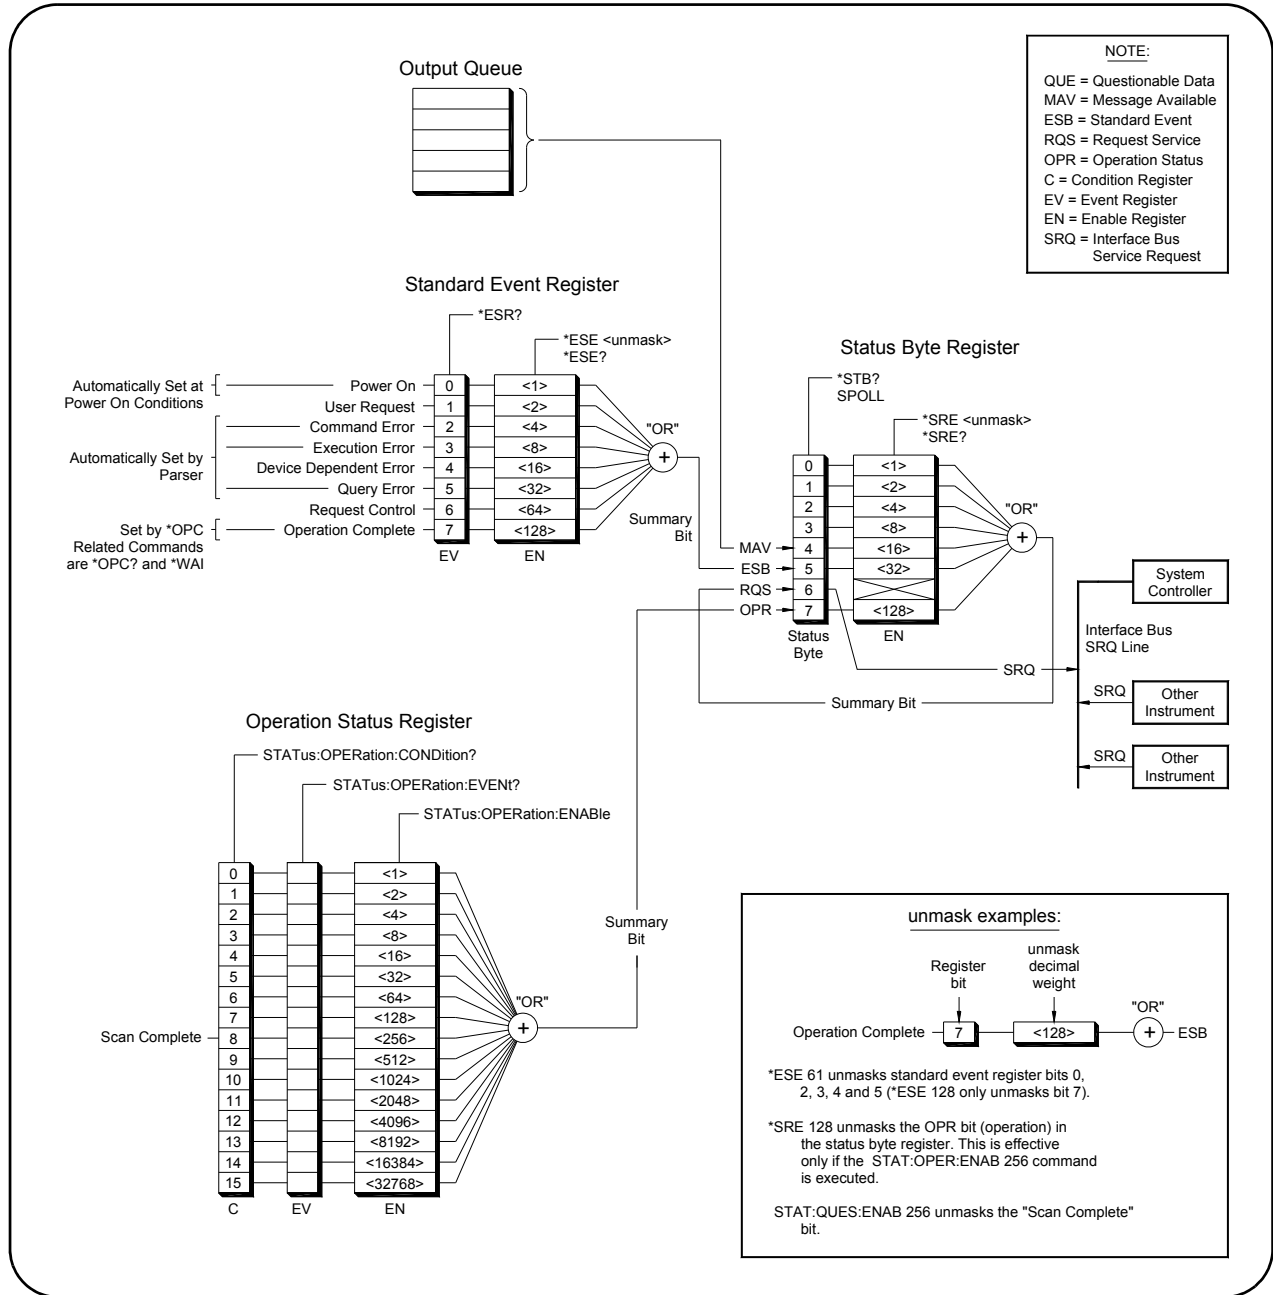 Output Queue
NOTE:
QUE = Questionable Data
MAV = Message Available
ESB = Standard Event
RQS = Request Service
OPR = Operation Status
C = Condition Register
EV = Event Register
EN = Enable Register
SRQ = Interface Bus
Service Request
Standard Event Register
*ESR?
*ESE <unmask>
*ESE?
Automatically Set at
Power On Conditions
Automatically Set by
Parser
Set by *OPC
Related Commands
are *OPC? and *WAI
Power On 0 <1>
User Request 1 <2>
Command Error 2 <4>
Execution Error 3 <8>
Device Dependent Error 4 <16>
Query Error 5 <32>
Request Control 6 <64>
Operation Complete 7 <128>
EV EN
"OR"
+
Summary
Bit
Status Byte Register
*STB?
SPOLL
*SRE <unmask>
*SRE?
0 <1>
1 <2>
2 <4>
3 <8>
MAV 4 <16>
ESB 5 <32>
RQS 6
OPR 7 <128>
Status
Byte
EN
"OR"
+
Summary Bit
SRQ
Interface Bus
SRQ Line
System
Controller
SRQ
Other
Instrument
SRQ
Other
Instrument
Operation Status Register
STATus:OPERation:CONDition?
STATus:OPERation:EVENt?
STATus:OPERation:ENABle
0 <1>
1 <2>
2 <4>
3 <8>
4 <16>
5 <32>
6 <64>
7 <128>
Scan Complete 8 <256>
9 <512>
10 <1024>
11 <2048>
12 <4096>
13 <8192>
14 <16384>
15 <32768>
C EV EN
"OR"
+
Summary
Bit
unmask examples:
Register
bit
unmask
decimal
weight
"OR"
Operation Complete 7 <128> + ESB
*ESE 61 unmasks standard event register bits 0,
2, 3, 4 and 5 (*ESE 128 only unmasks bit 7).
*SRE 128 unmasks the OPR bit (operation) in
the status byte register. This is effective
only if the STAT:OPER:ENAB 256 command
is executed.
STAT:QUES:ENAB 256 unmasks the "Scan Complete"
bit.